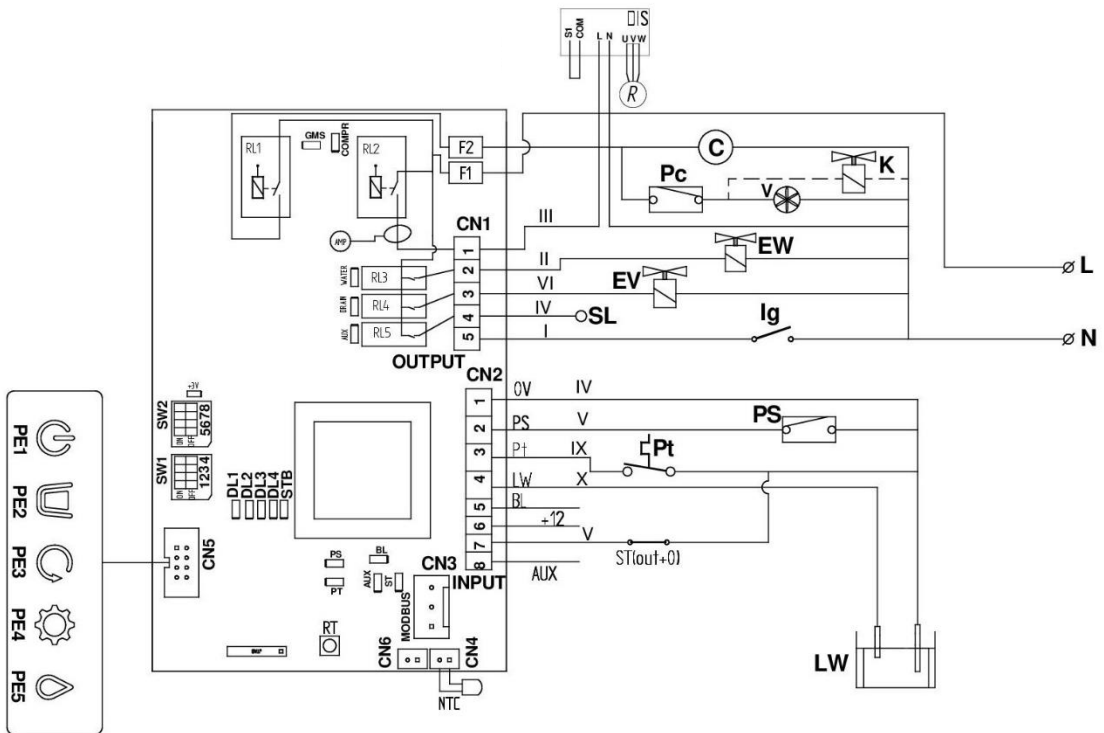 DIS
S1
COM
L N
U V W
R
GMS
COMPR
RL1
RL2
F2
F1
C
Pc
K
V
AMP
CN1
III
1
II
EW
2
WATER
RL3
VI
EV
3
DRAIN
RL4
IV
SL
4
AUX
RL5
I
Ig
5
OUTPUT
L
N
CN2
0V
IV
1
PS
V
PS
2
Pt
IX
Pt
3
LW
X
4
BL
5
+12
6
V
ST(out+0)
7
AUX
8
INPUT
+3V
SW2
ON
OFF
5678
SW1
ON
OFF
1234
DL1
DL2
DL3
DL4
STB
CN5
PS
BL
PT
AUX
ST
CN3
MODBUS
RT
CN6
CN4
NTC
LW
PE1
PE2
PE3
PE4
PE5